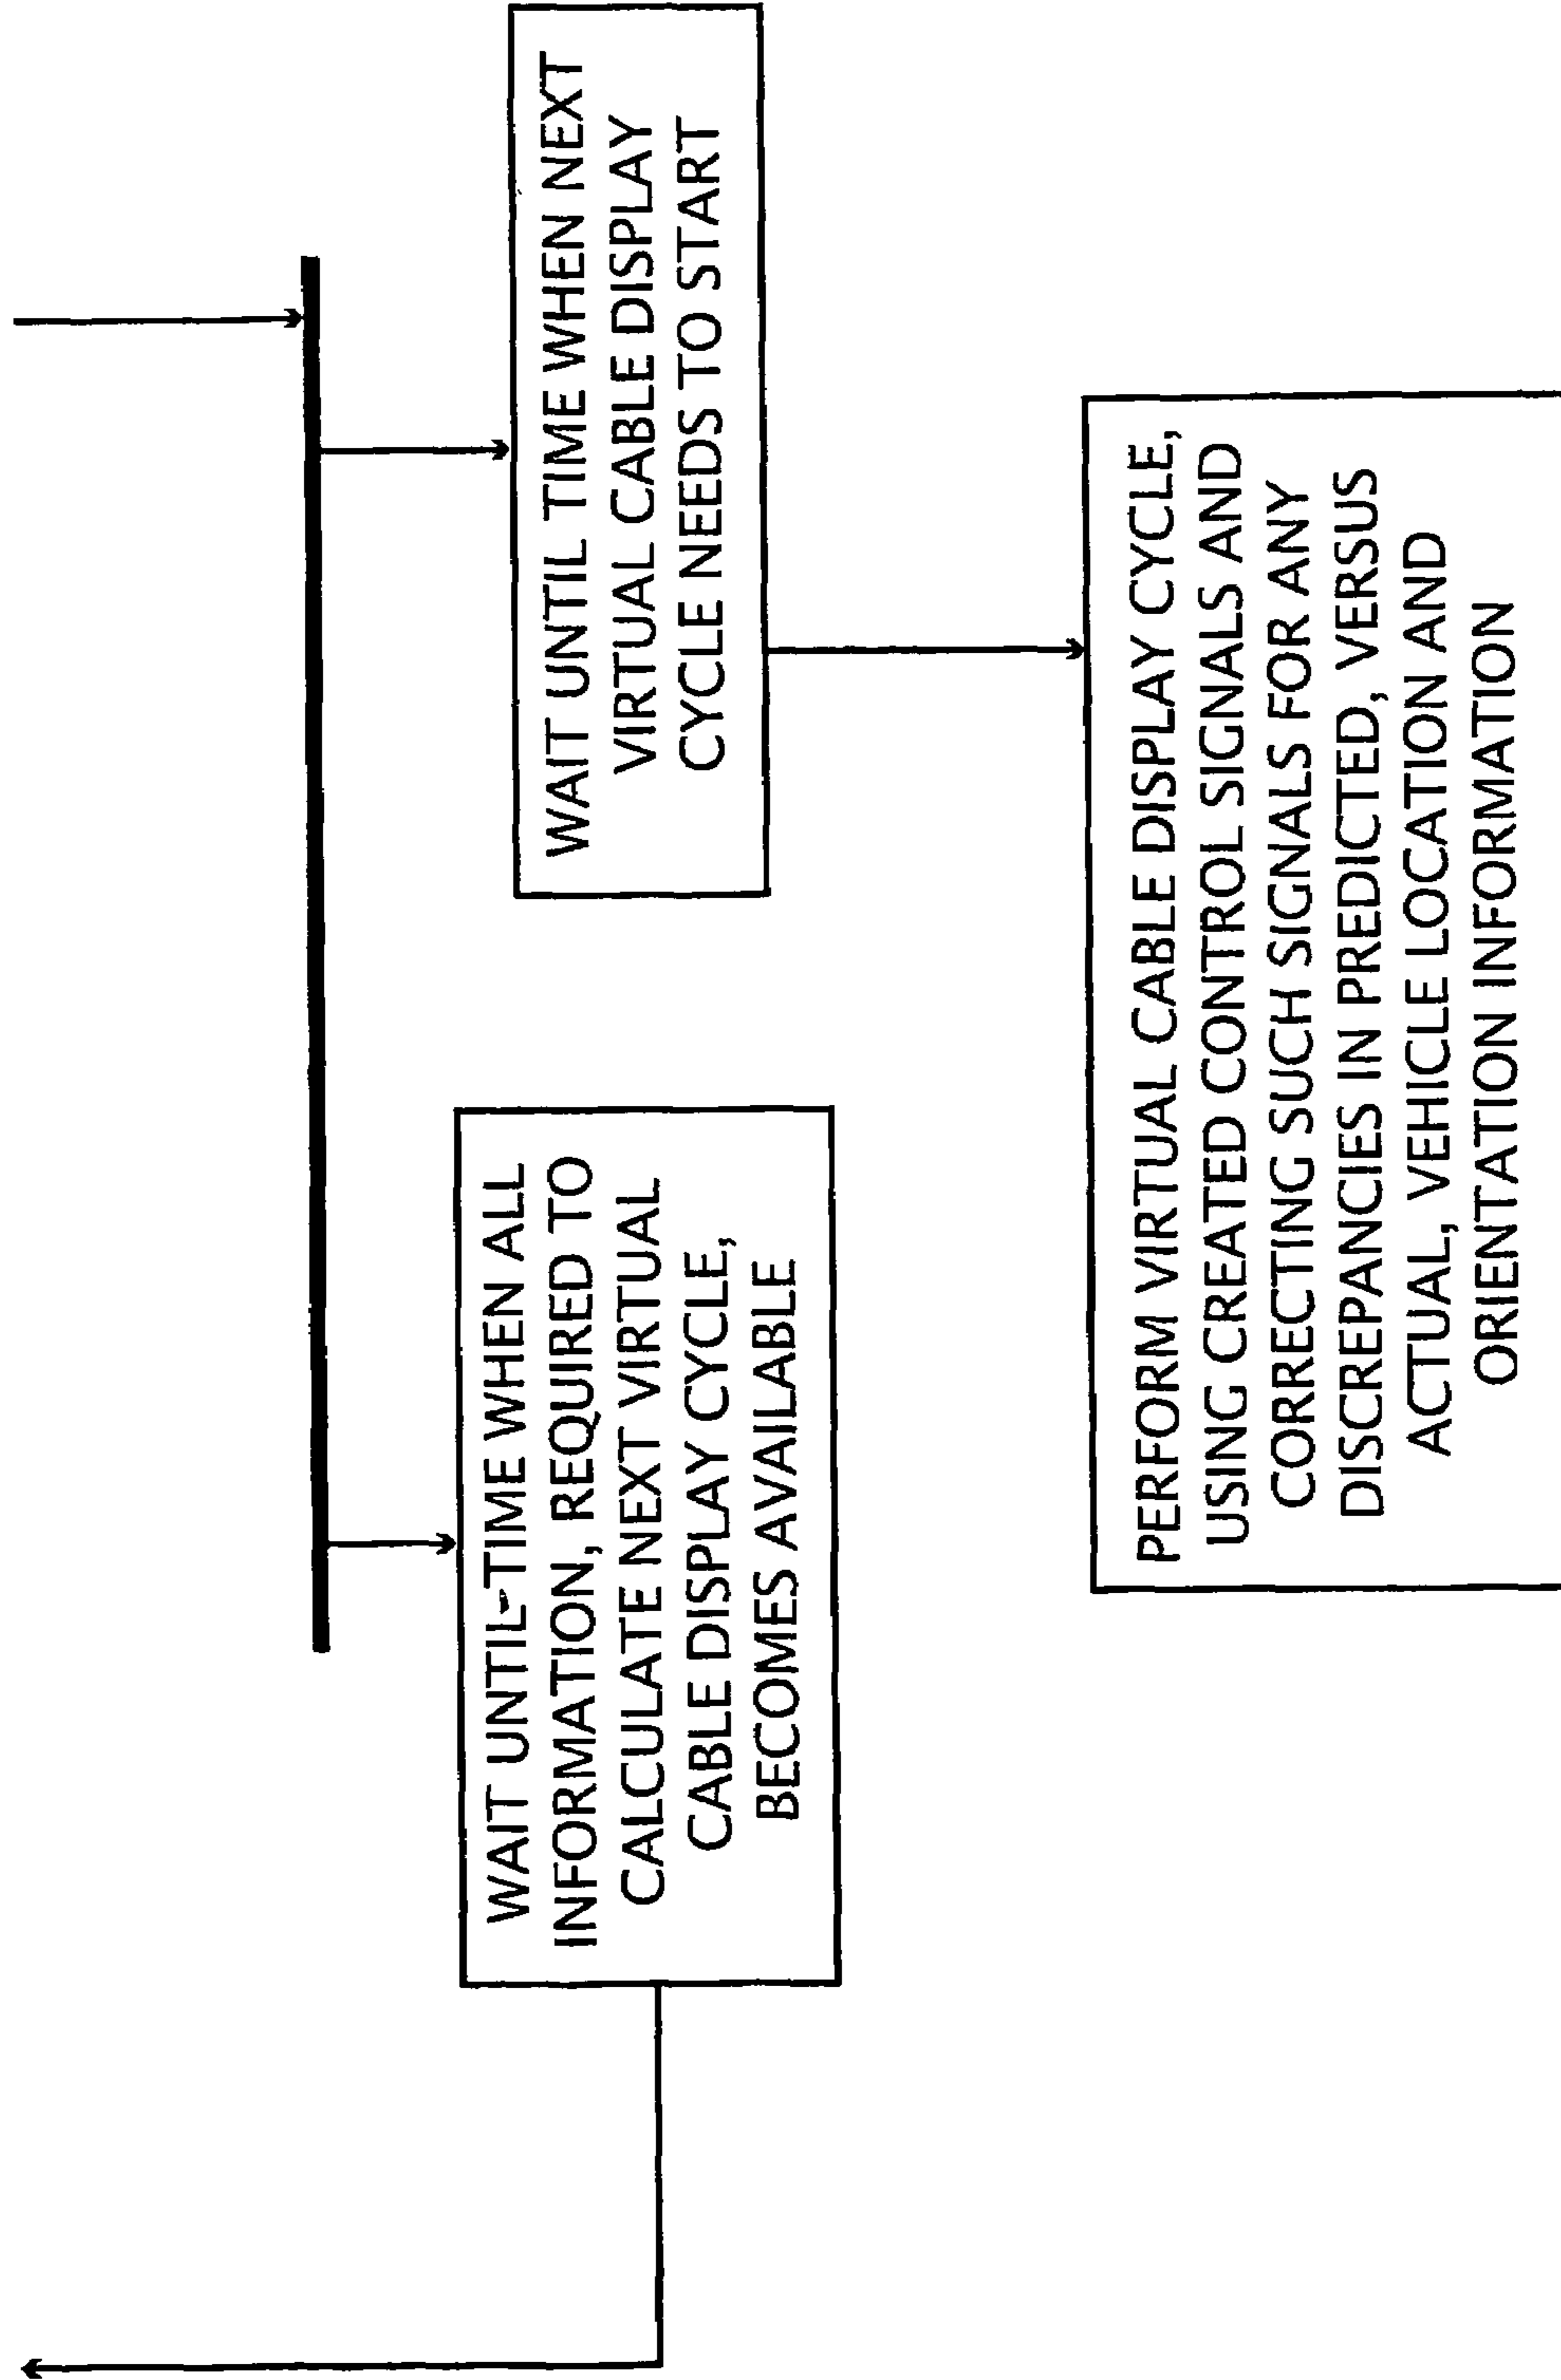 WAIT UNTIL TIME WHEN ALL
INFORMATION, REQUIRED TO
CALCULATE NEXT VIRTUAL
CABLE DISPLAY CYCLE,
BECOMES AVAILABLE
WAIT UNTIL TIME WHEN NEXT
VIRTUAL CABLE DISPLAY
CYCLE NEEDS TO START
PERFORM VIRTUAL CABLE DISPLAY CYCLE,
USING CREATED CONTROL SIGNALS AND
CORRECTING SUCH SIGNALS FOR ANY
DISCREPANCIES IN PREDICTED, VERSUS
ACTUAL, VEHICLE LOCATION AND
ORIENTATION INFORMATION